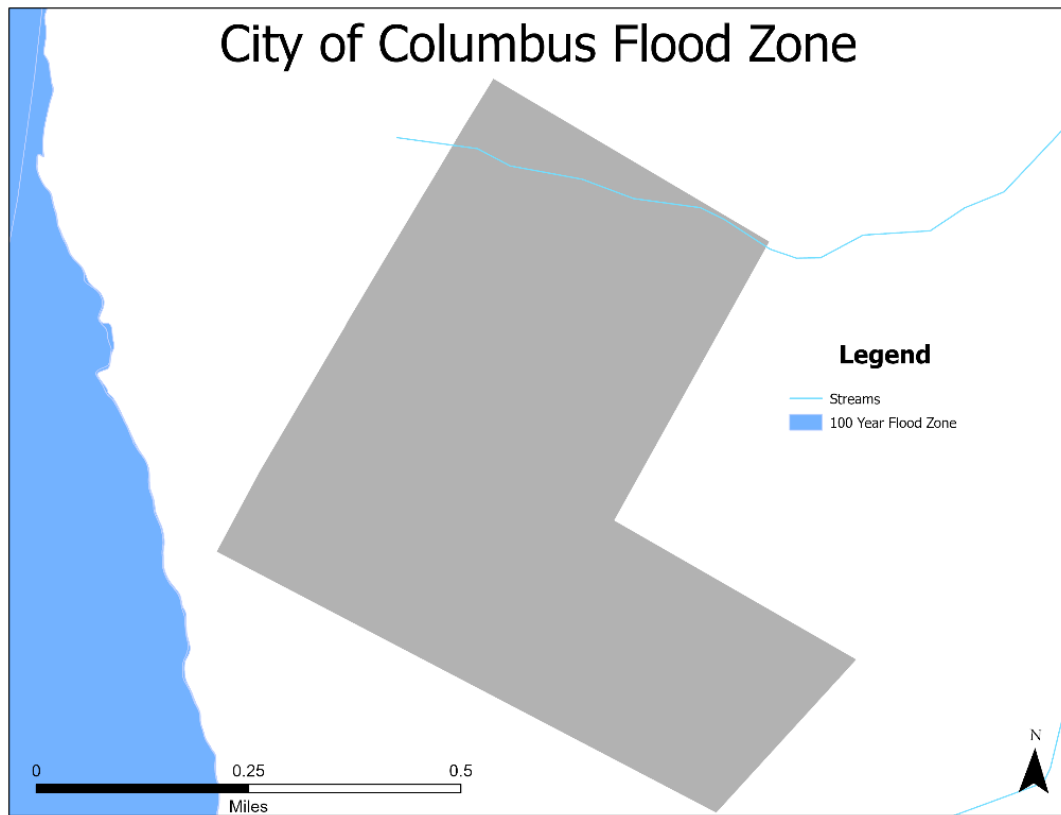 City of Columbus Flood Zone
Legend
Streams
100 Year Flood Zone
N
0 0.25 0.5
Miles